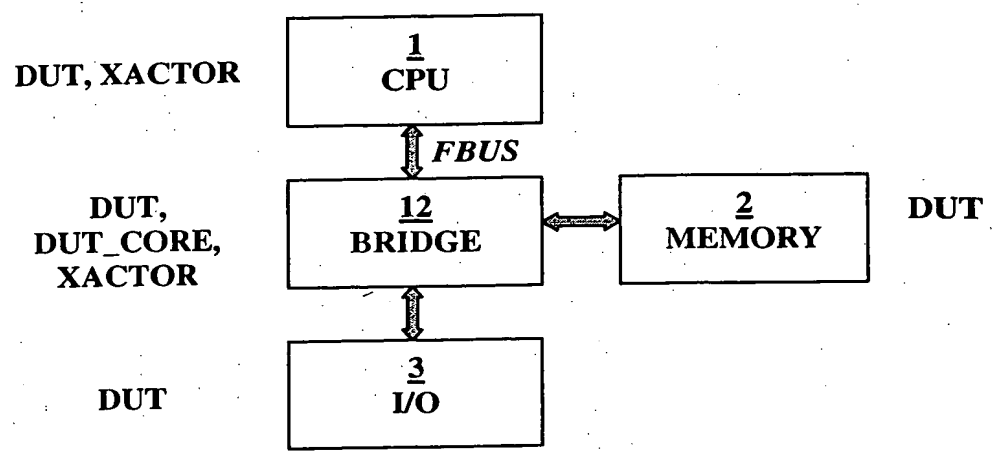 1
DUT, XACTOR
CPU
FBUS
DUT,
DUT_CORE,
XACTOR
12
BRIDGE
2
MEMORY
DUT
3
I/O
DUT